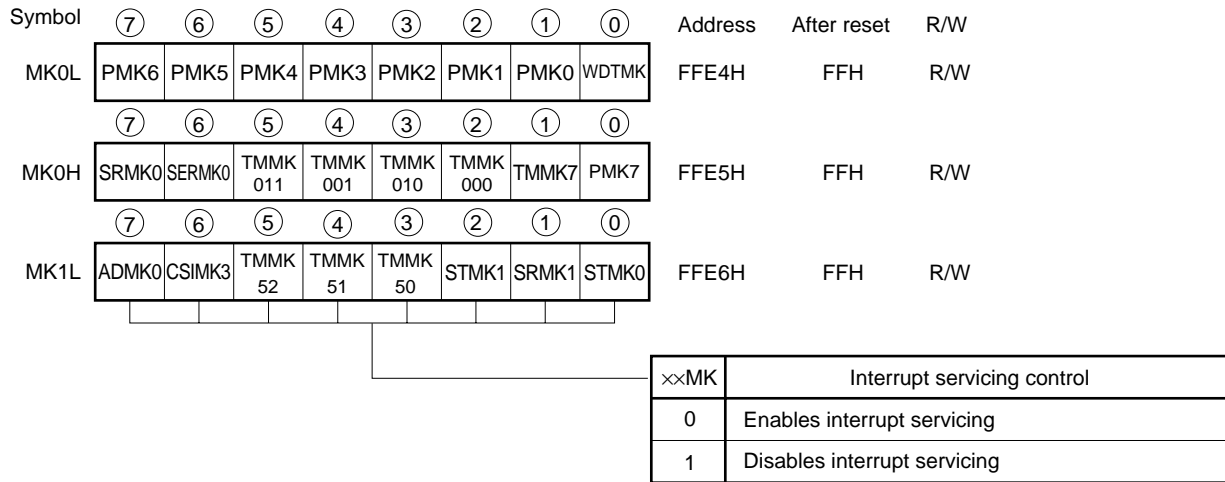 Symbol ⑦ ⑥ ⑤ ④ ③ ② ① ⓪ Address After reset R/W
MK0L PMK6 PMK5 PMK4 PMK3 PMK2 PMK1 PMK0 WDTMK FFE4H FFH R/W
⑦ ⑥ ⑤ ④ ③ ② ① ⓪
MK0H SRMK0 SERMK0 TMMK 011 TMMK 001 TMMK 010 TMMK 000 TMMK7 PMK7 FFE5H FFH R/W
⑦ ⑥ ⑤ ④ ③ ② ① ⓪
MK1L ADMK0 CSIMK3 TMMK 52 TMMK 51 TMMK 50 STMK1 SRMK1 STMK0 FFE6H FFH R/W
××MK Interrupt servicing control
0 Enables interrupt servicing
1 Disables interrupt servicing